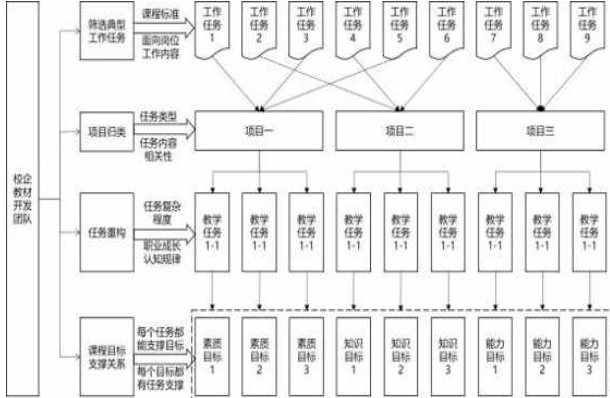 校企
教材
开发
团队
筛选典型
工作任务
课程标准
面向岗位
工作内容
工作
任务
1
工作
任务
2
工作
任务
3
工作
任务
4
工作
任务
5
工作
任务
6
工作
任务
7
工作
任务
8
工作
任务
9
项目归类
任务类型
任务内容
相关性
项目一
项目二
项目三
任务重构
任务复杂
程度
职业成长
认知规律
教学
任务
1-1
教学
任务
1-1
教学
任务
1-1
教学
任务
1-1
教学
任务
1-1
教学
任务
1-1
教学
任务
1-1
教学
任务
1-1
教学
任务
1-1
课程目标
支撑关系
每个任务都
能支撑目标
每个目标都
有任务支撑
素质
目标
1
素质
目标
2
素质
目标
3
知识
目标
1
知识
目标
2
知识
目标
3
能力
目标
1
能力
目标
2
能力
目标
3